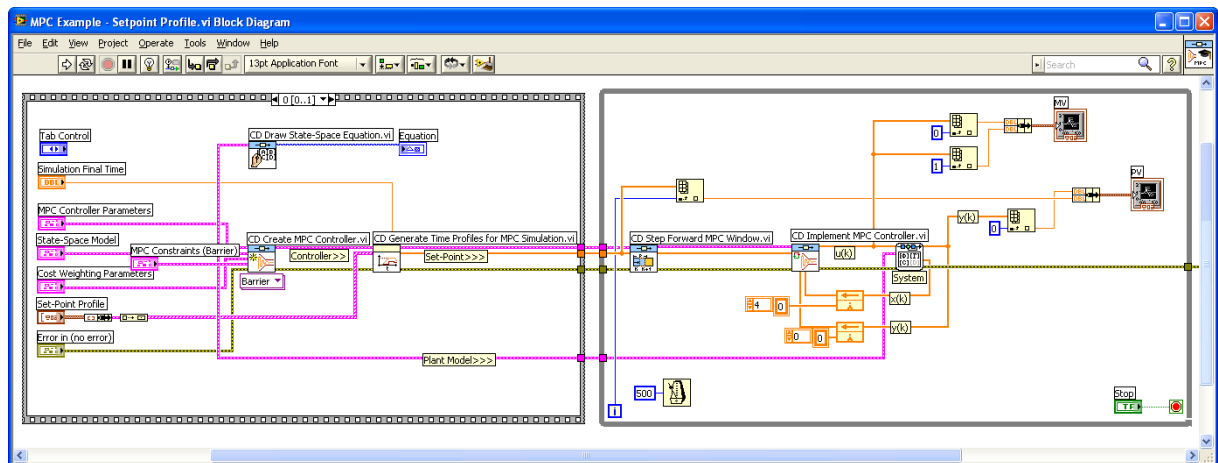 MPC Example - Setpoint Profile.vi Block Diagram
File Edit View Project Operate Tools Window Help
13pt Application Font
Search
MPC
0 [0..1]
Tab Control
CD Draw State-Space Equation.vi
Equation
Simulation Final Time
DBL
MPC Controller Parameters
State-Space Model
MPC Constraints (Barrier)
CD Create MPC Controller.vi
CD Generate Time Profiles for MPC Simulation.vi
Controller>>
Set-Point>>>
Barrier
Cost Weighting Parameters
Set-Point Profile
Error in (no error)
Plant Model>>>
MV
0
1
PV
y(k)
0
CD Step Forward MPC Window.vi
CD Implement MPC Controller.vi
u(k)
System
4
0
x(k)
0
0
y(k)
500
i
Stop
TF